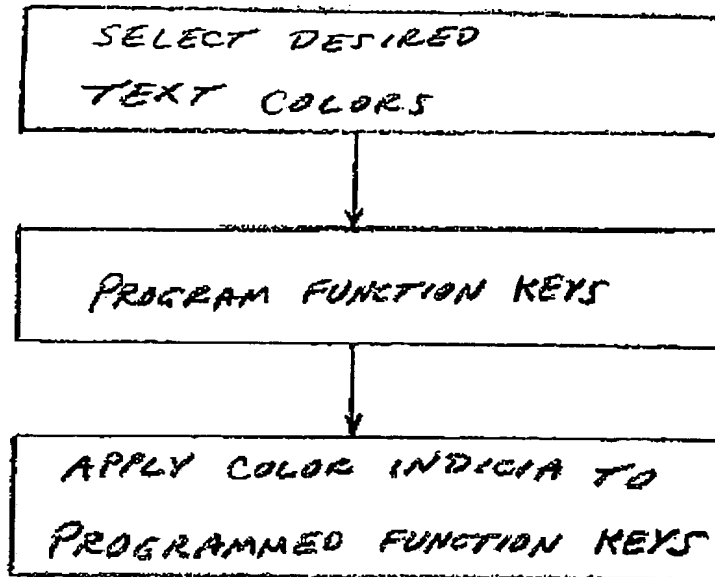 SELECT DESIRED
TEXT COLORS
PROGRAM FUNCTION KEYS
APPLY COLOR INDICIA TO
PROGRAMMED FUNCTION KEYS